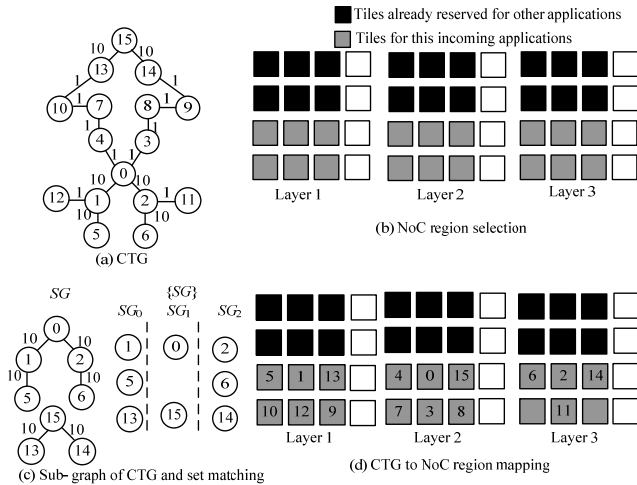 Tiles already reserved for other applications
Tiles for this incoming applications
15
10
10
13
14
1
1
10
1
7
8
1
9
1
1
4
3
1
1
0
10
10
12
1
1
2
1
11
10
10
5
6
(a) CTG
Layer 1
Layer 2
Layer 3
(b) NoC region selection
SG
{SG}
SG0
SG1
SG2
0
10
10
1
2
10
10
5
6
15
10
10
13
14
1
0
2
5
6
13
15
14
(c) Sub- graph of CTG and set matching
5 1 13
4 0 15
6 2 14
10 12 9
7 3 8
11
Layer 1
Layer 2
Layer 3
(d) CTG to NoC region mapping